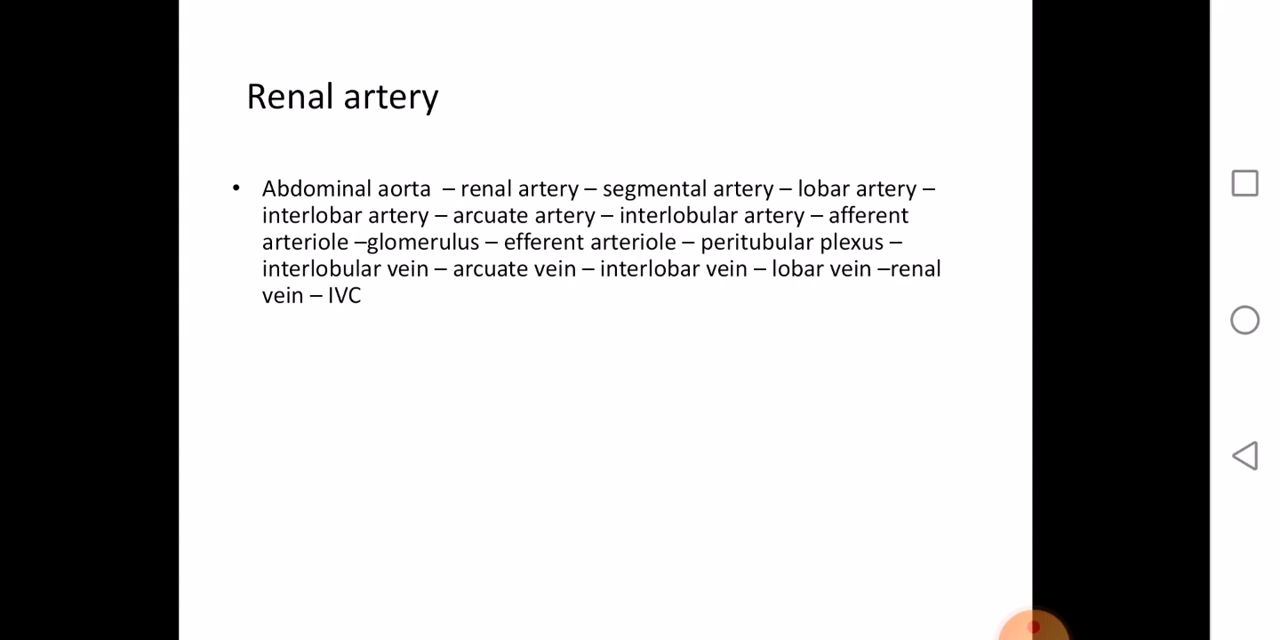 Renal artery
• Abdominal aorta – renal artery – segmental artery – lobar artery –
interlobar artery – arcuate artery – interlobular artery – afferent
arteriole –glomerulus – efferent arteriole – peritubular plexus –
interlobular vein – arcuate vein – interlobar vein – lobar vein –renal
vein – IVC